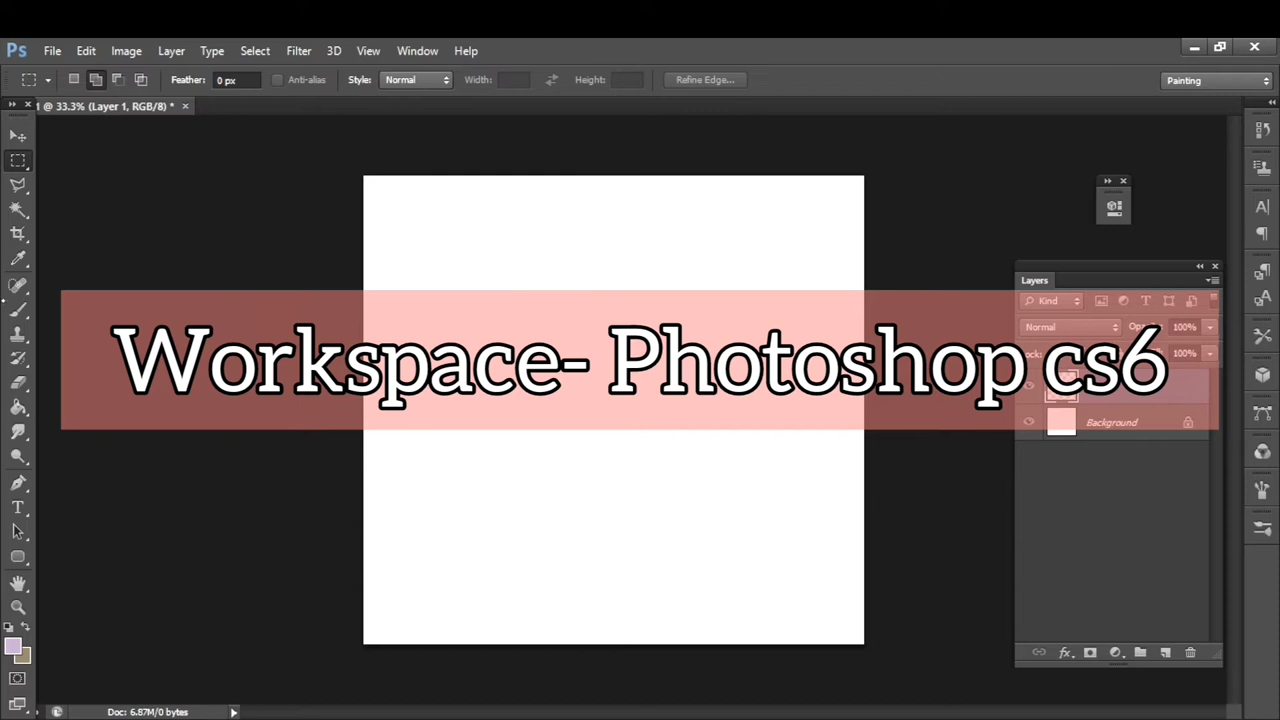 Ps File Edit Image Layer Type Select Filter 3D View Window Help
Feather: 0 px Anti-alias Style: Normal Width: Height: Refine Edge... Painting
1 @ 33.3% (Layer 1, RGB/8) *
Layers
Kind
Normal 100%
100%
Workspace- Photoshop cs6
Background
Doc: 6.87M/0 bytes